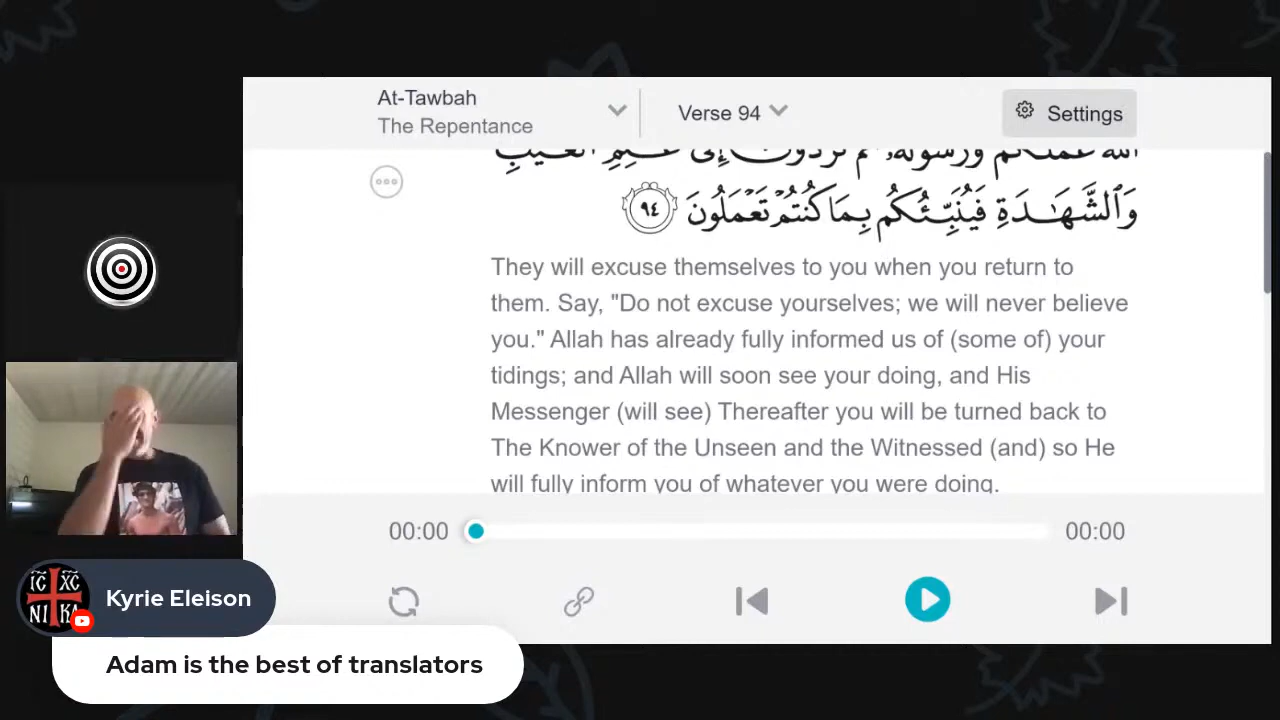 At-Tawbah
The Repentance
Verse 94
Settings
وَٱلشَّهَـٰدَةِ فَيُنَبِّئُكُم بِمَا كُنتُمْ تَعْمَلُونَ ٩٤
They will excuse themselves to you when you return to
them. Say, "Do not excuse yourselves; we will never believe
you." Allah has already fully informed us of (some of) your
tidings; and Allah will soon see your doing, and His
Messenger (will see) Thereafter you will be turned back to
The Knower of the Unseen and the Witnessed (and) so He
will fully inform you of whatever you were doing.
00:00
00:00
IC XC
NI KA
Kyrie Eleison
Adam is the best of translators